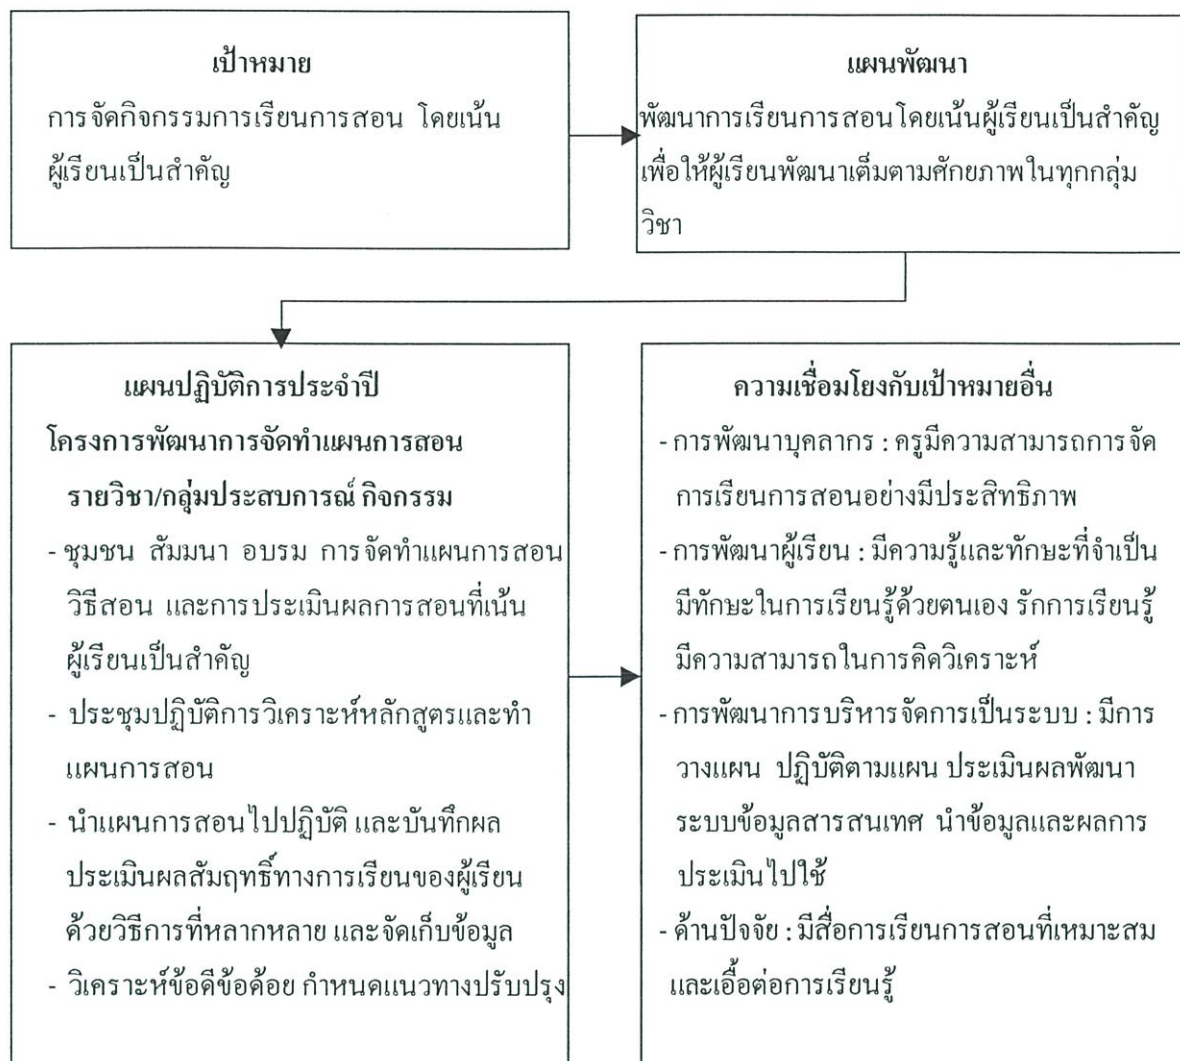 เป้าหมาย
การจัดกิจกรรมการเรียนการสอน โดยเน้น
ผู้เรียนเป็นสำคัญ
แผนพัฒนา
พัฒนาการเรียนการสอนโดยเน้นผู้เรียนเป็นสำคัญ
เพื่อให้ผู้เรียนพัฒนาเต็มตามศักยภาพในทุกกลุ่ม
วิชา
แผนปฏิบัติการประจำปี
โครงการพัฒนาการจัดทำแผนการสอน
รายวิชา/กลุ่มประสบการณ์ กิจกรรม
- ชุมชน สัมมนา อบรม การจัดทำแผนการสอน
วิธีสอน และการประเมินผลการสอนที่เน้น
ผู้เรียนเป็นสำคัญ
- ประชุมปฏิบัติการวิเคราะห์หลักสูตรและทำ
แผนการสอน
- นำแผนการสอนไปปฏิบัติ และบันทึกผล
ประเมินผลสัมฤทธิ์ทางการเรียนของผู้เรียน
ด้วยวิธีการที่หลากหลาย และจัดเก็บข้อมูล
- วิเคราะห์ข้อดีข้อด้อย กำหนดแนวทางปรับปรุง
ความเชื่อมโยงกับเป้าหมายอื่น
- การพัฒนาบุคลากร : ครูมีความสามารถการจัด
การเรียนการสอนอย่างมีประสิทธิภาพ
- การพัฒนาผู้เรียน : มีความรู้และทักษะที่จำเป็น
มีทักษะในการเรียนรู้ด้วยตนเอง รักการเรียนรู้
มีความสามารถในการคิดวิเคราะห์
- การพัฒนาการบริหารจัดการเป็นระบบ : มีการ
วางแผน ปฏิบัติตามแผน ประเมินผลพัฒนา
ระบบข้อมูลสารสนเทศ นำข้อมูลและผลการ
ประเมินไปใช้
- ด้านปัจจัย : มีสื่อการเรียนการสอนที่เหมาะสม
และเอื้อต่อการเรียนรู้